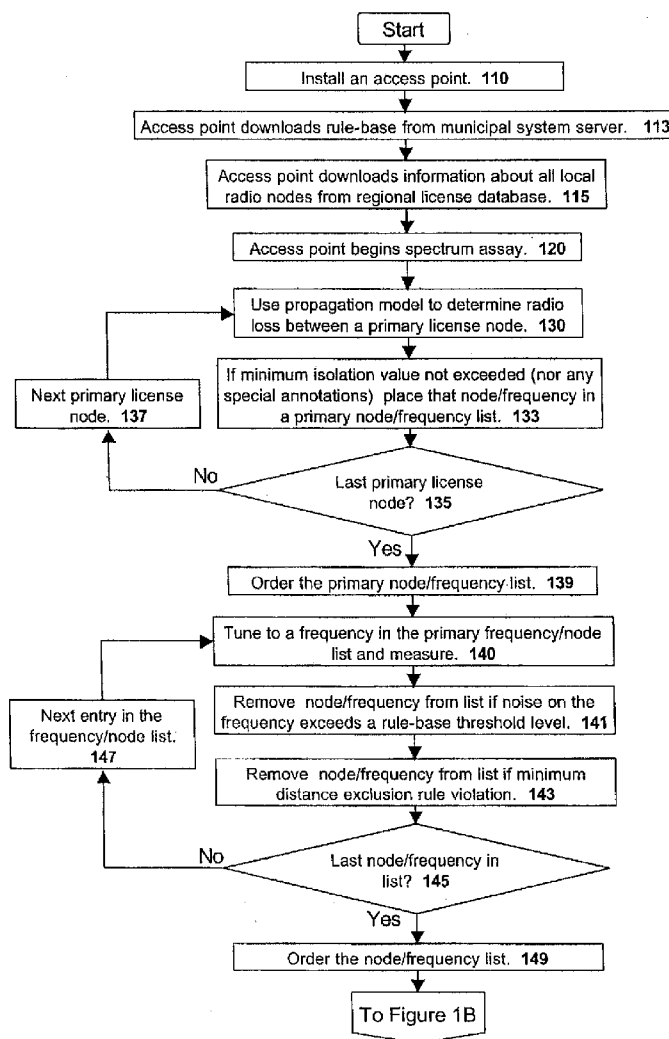 Start
Install an access point. 110
Access point downloads rule-base from municipal system server. 113
Access point downloads information about all local
radio nodes from regional license database. 115
Access point begins spectrum assay. 120
Use propagation model to determine radio
loss between a primary license node. 130
If minimum isolation value not exceeded (nor any
special annotations) place that node/frequency in
a primary node/frequency list. 133
Next primary license
node. 137
No
Last primary license
node? 135
Yes
Order the primary node/frequency list. 139
Tune to a frequency in the primary frequency/node
list and measure. 140
Remove node/frequency from list if noise on the
frequency exceeds a rule-base threshold level. 141
Next entry in the
frequency/node list.
147
Remove node/frequency from list if minimum
distance exclusion rule violation. 143
No
Last node/frequency in
list? 145
Yes
Order the node/frequency list. 149
To Figure 1B